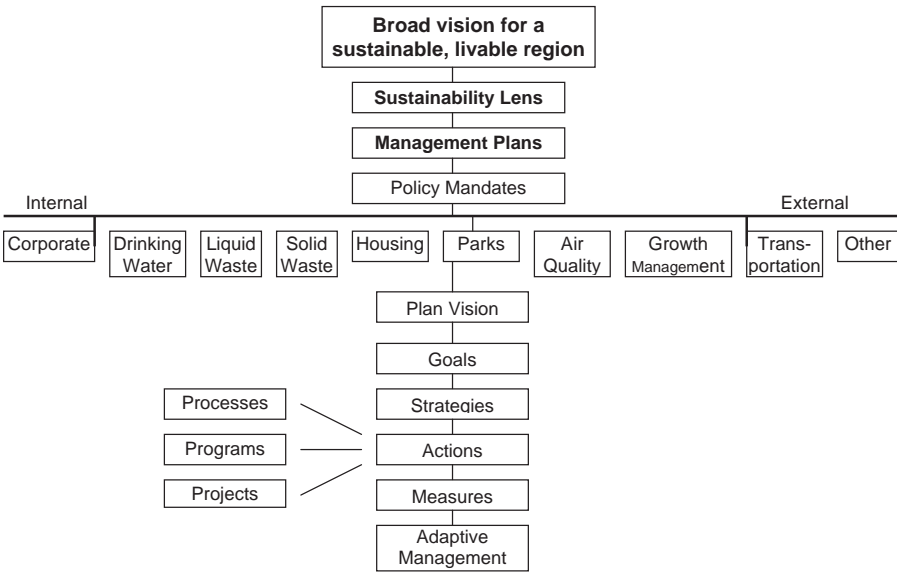 Broad vision for a
sustainable, livable region
Sustainability Lens
Management Plans
Policy Mandates
Internal
External
Corporate
Drinking
Water
Liquid
Waste
Solid
Waste
Housing
Parks
Air
Quality
Growth
Management
Trans-
portation
Other
Plan Vision
Goals
Strategies
Processes
Programs
Projects
Actions
Measures
Adaptive
Management